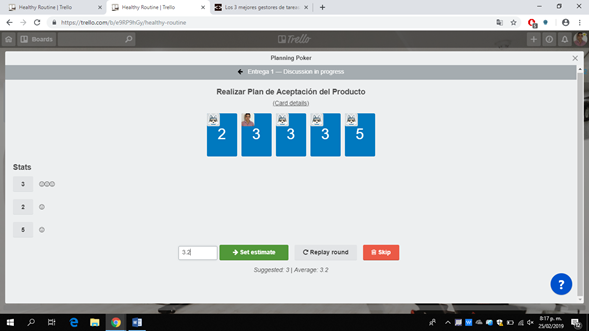 Healthy Routine | Trello
Healthy Routine | Trello
Los 3 mejores gestores de tareas
https://trello.com/b/e9RP9hGy/healthy-routine
Boards
Trello
Planning Poker
Entrega 1 — Discussion in progress
Realizar Plan de Aceptación del Producto
(Card details)
2 3 3 3 5
Stats
3
2
5
3.2 Set estimate Replay round Skip
Suggested: 3 | Average: 3.2
?
8:17 p. m.
25/02/2019